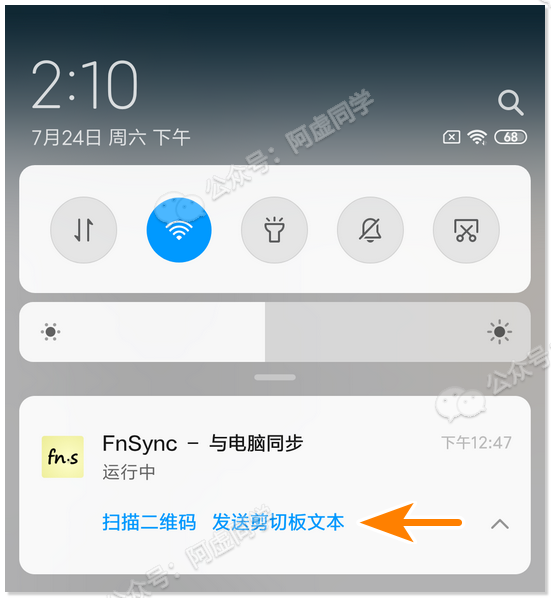 2:10
7月24日 周六 下午
68
公众号：阿虚同学
公众号
fn.s
FnSync - 与电脑同步
下午12:47
运行中
扫描二维码 发送剪切板文本
公众号：阿虚同学